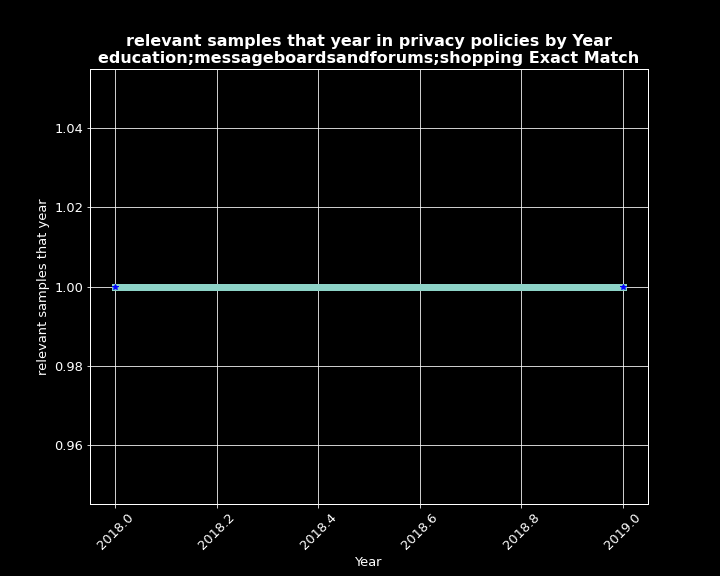 relevant samples that year in privacy policies by Year
education;messageboardsandforums;shopping Exact Match
relevant samples that year
1.04
1.02
1.00
0.98
0.96
2018.0
2018.2
2018.4
2018.6
2018.8
2019.0
Year